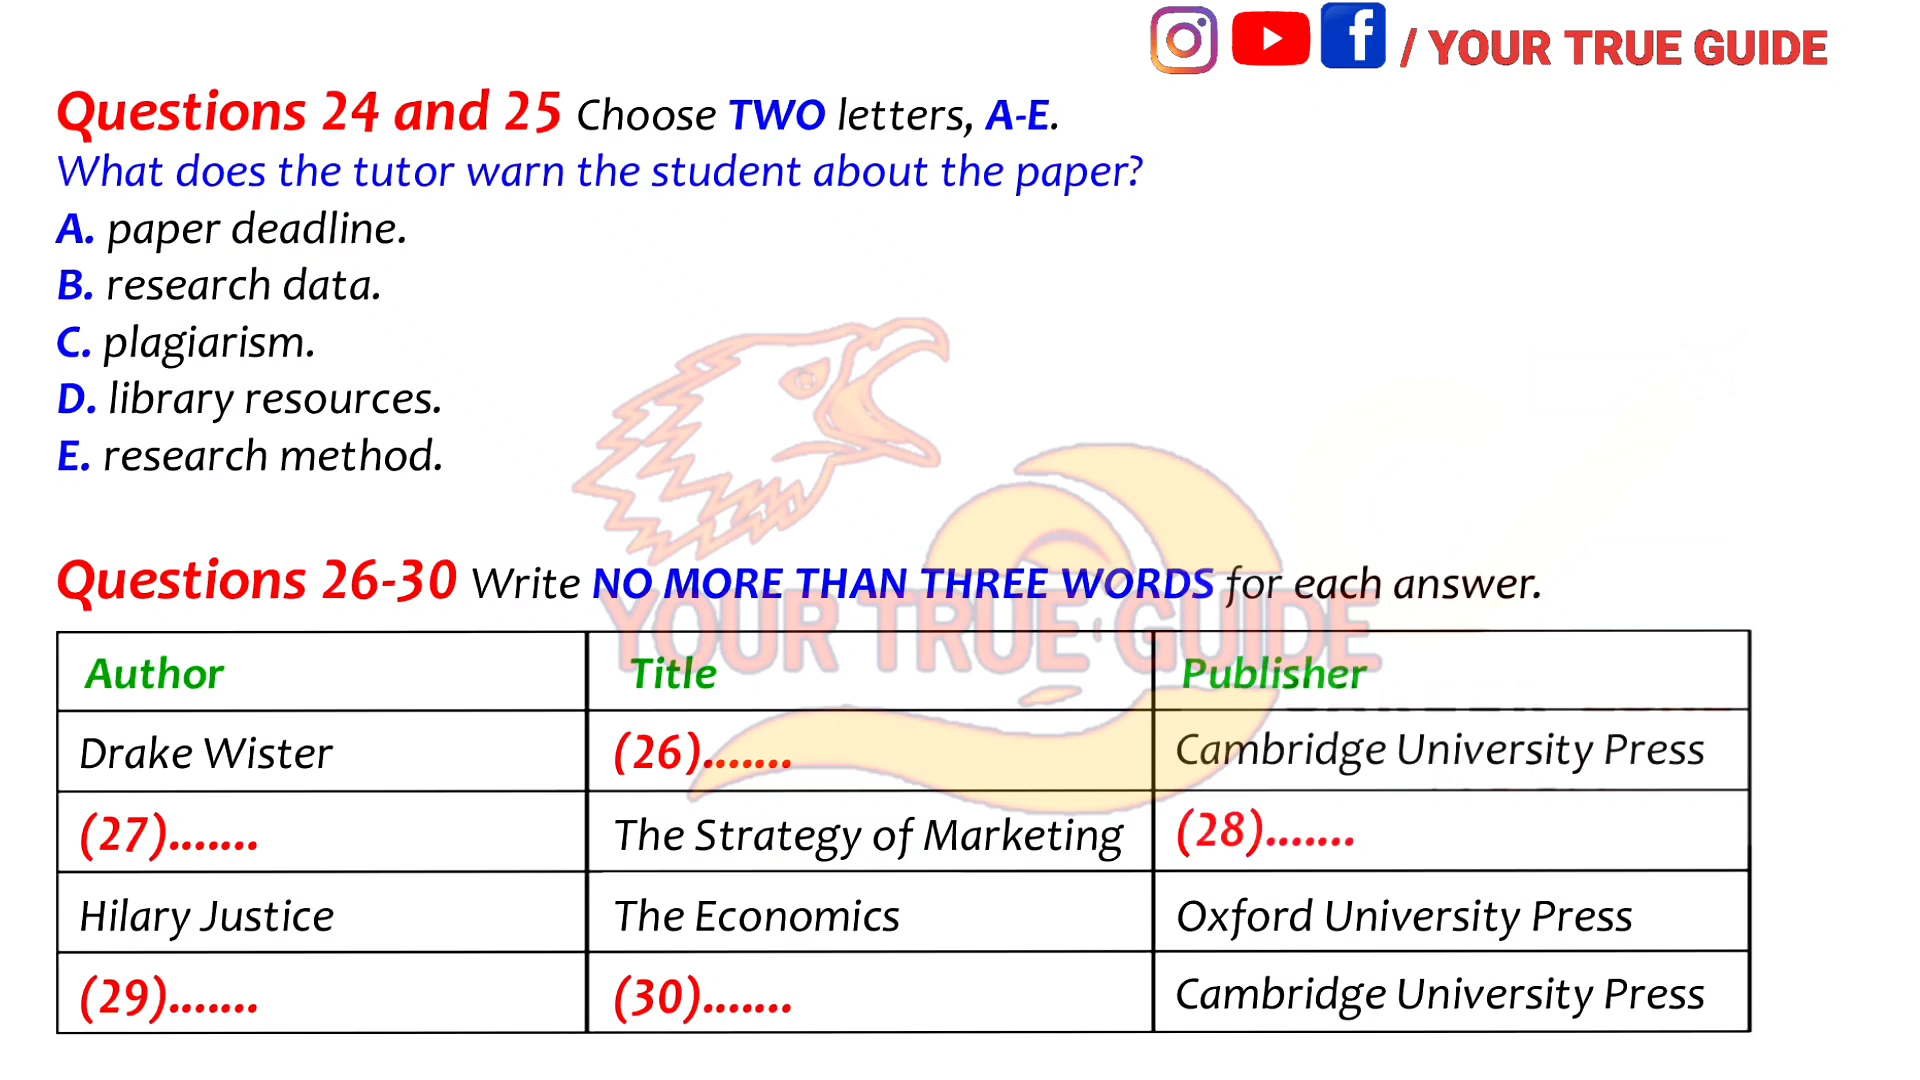 / YOUR TRUE GUIDE
Questions 24 and 25 Choose TWO letters, A-E.
What does the tutor warn the student about the paper?
A. paper deadline.
B. research data.
C. plagiarism.
D. library resources.
E. research method.
Questions 26-30 Write NO MORE THAN THREE WORDS for each answer.
YOUR TRUE GUIDE
Author Title Publisher
Drake Wister (26)....... Cambridge University Press
(27)....... The Strategy of Marketing (28).......
Hilary Justice The Economics Oxford University Press
(29)....... (30)....... Cambridge University Press